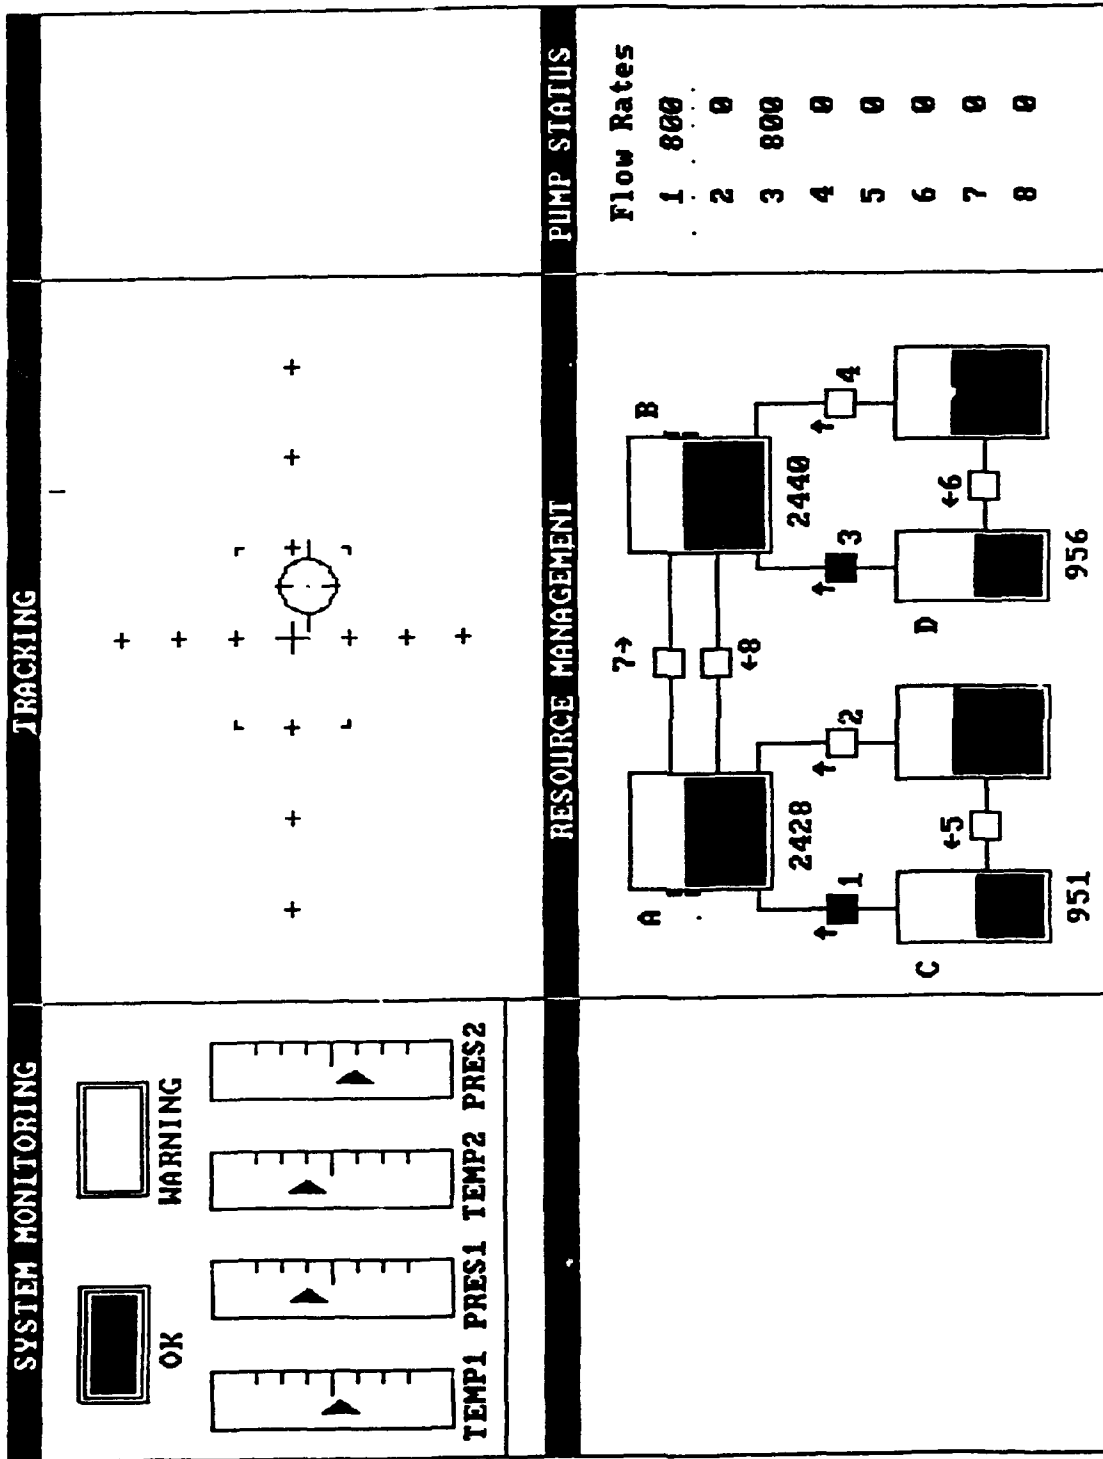 SYSTEM MONITORING
TRACKING
OK
WARNING
TEMP1 PRES1 TEMP2 PRES2
RESOURCE MANAGEMENT
PUMP STATUS
A
B
7→
←8
2428
2440
1
2
3
4
C
D
←5
←6
951
956
Flow Rates
1 800
2 0
3 800
4 0
5 0
6 0
7 0
8 0